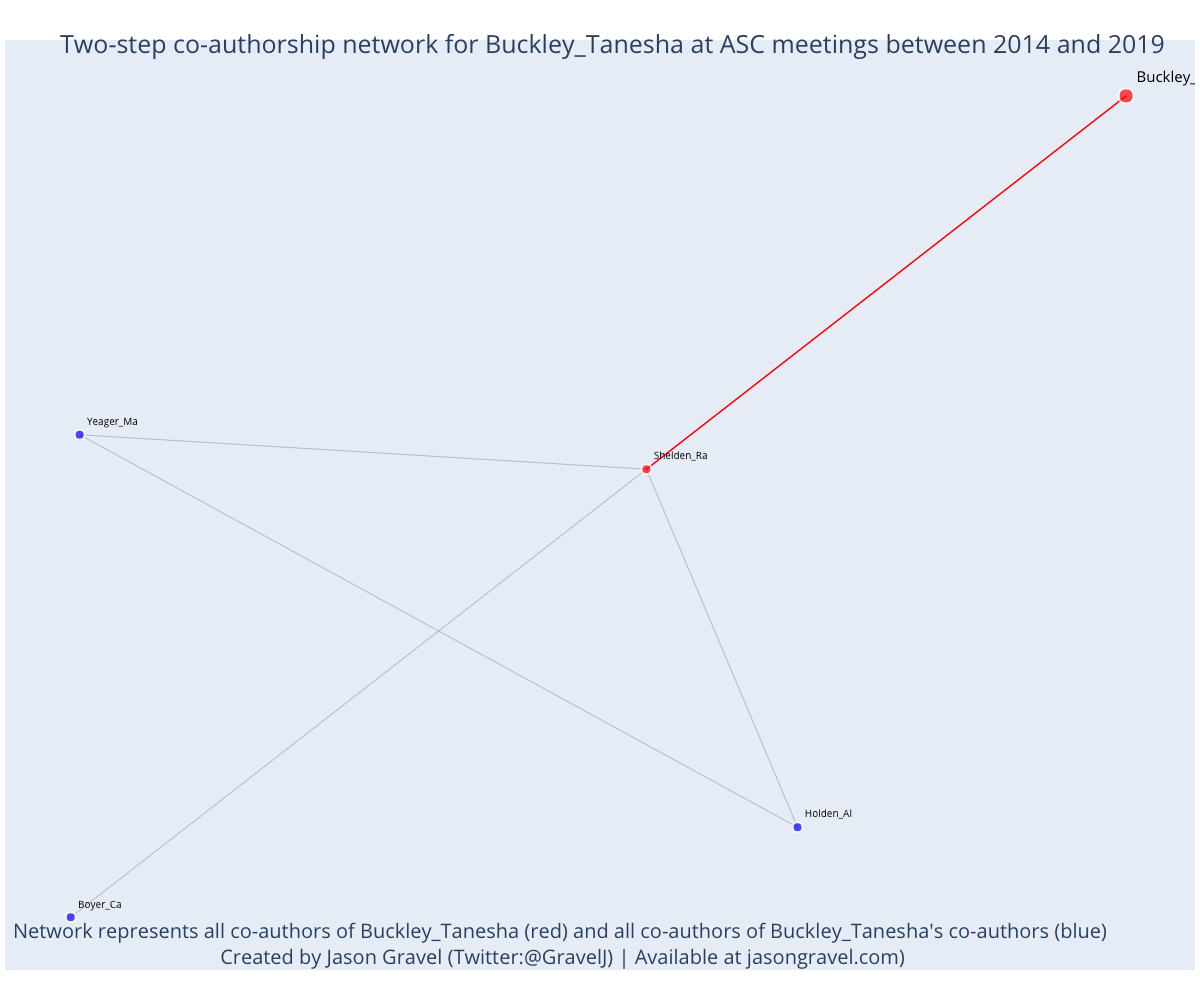 Two-step co-authorship network for Buckley_Tanesha at ASC meetings between 2014 and 2019
Buckley_
Yeager_Ma
Shelden_Ra
Holden_Al
Boyer_Ca
Network represents all co-authors of Buckley_Tanesha (red) and all co-authors of Buckley_Tanesha's co-authors (blue)
Created by Jason Gravel (Twitter:@GravelJ) | Available at jasongravel.com)